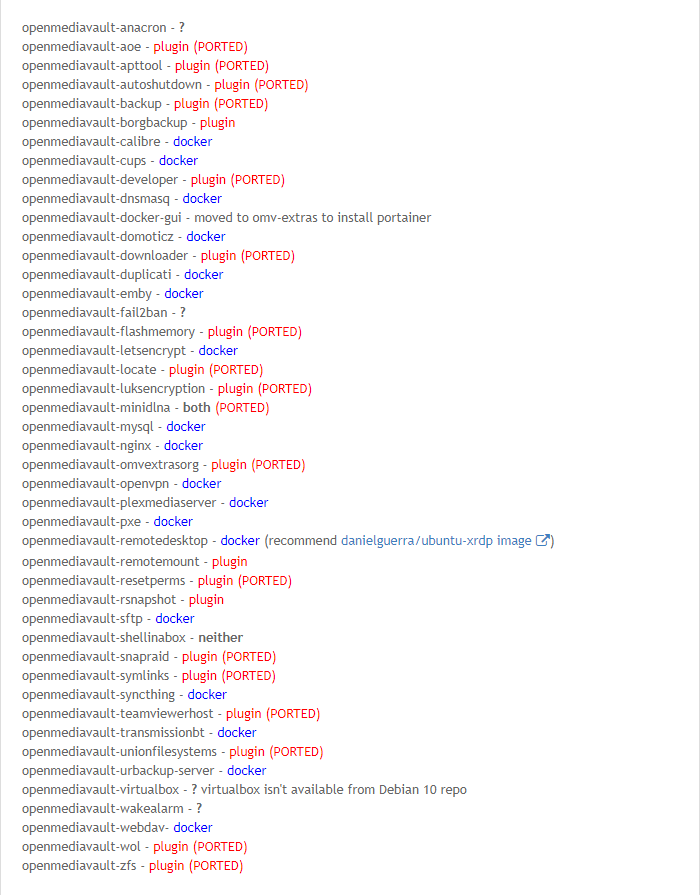 openmediavault-anacron - ?
openmediavault-aoe - plugin (PORTED)
openmediavault-apttool - plugin (PORTED)
openmediavault-autoshutdown - plugin (PORTED)
openmediavault-backup - plugin (PORTED)
openmediavault-borgbackup - plugin
openmediavault-calibre - docker
openmediavault-cups - docker
openmediavault-developer - plugin (PORTED)
openmediavault-dnsmasq - docker
openmediavault-docker-gui - moved to omv-extras to install portainer
openmediavault-domoticz - docker
openmediavault-downloader - plugin (PORTED)
openmediavault-duplicati - docker
openmediavault-emby - docker
openmediavault-fail2ban - ?
openmediavault-flashmemory - plugin (PORTED)
openmediavault-letsencrypt - docker
openmediavault-locate - plugin (PORTED)
openmediavault-luksencryption - plugin (PORTED)
openmediavault-minidlna - both (PORTED)
openmediavault-mysql - docker
openmediavault-nginx - docker
openmediavault-omvextrasorg - plugin (PORTED)
openmediavault-openvpn - docker
openmediavault-plexmediaserver - docker
openmediavault-pxe - docker
openmediavault-remotedesktop - docker (recommend danielguerra/ubuntu-xrdp image)
openmediavault-remotemount - plugin
openmediavault-resetperms - plugin (PORTED)
openmediavault-rsnapshot - plugin
openmediavault-sftp - docker
openmediavault-shellinabox - neither
openmediavault-snapraid - plugin (PORTED)
openmediavault-symlinks - plugin (PORTED)
openmediavault-syncthing - docker
openmediavault-teamviewerhost - plugin (PORTED)
openmediavault-transmissionbt - docker
openmediavault-unionfilesystems - plugin (PORTED)
openmediavault-urbackup-server - docker
openmediavault-virtualbox - ? virtualbox isn't available from Debian 10 repo
openmediavault-wakealarm - ?
openmediavault-webdav- docker
openmediavault-wol - plugin (PORTED)
openmediavault-zfs - plugin (PORTED)